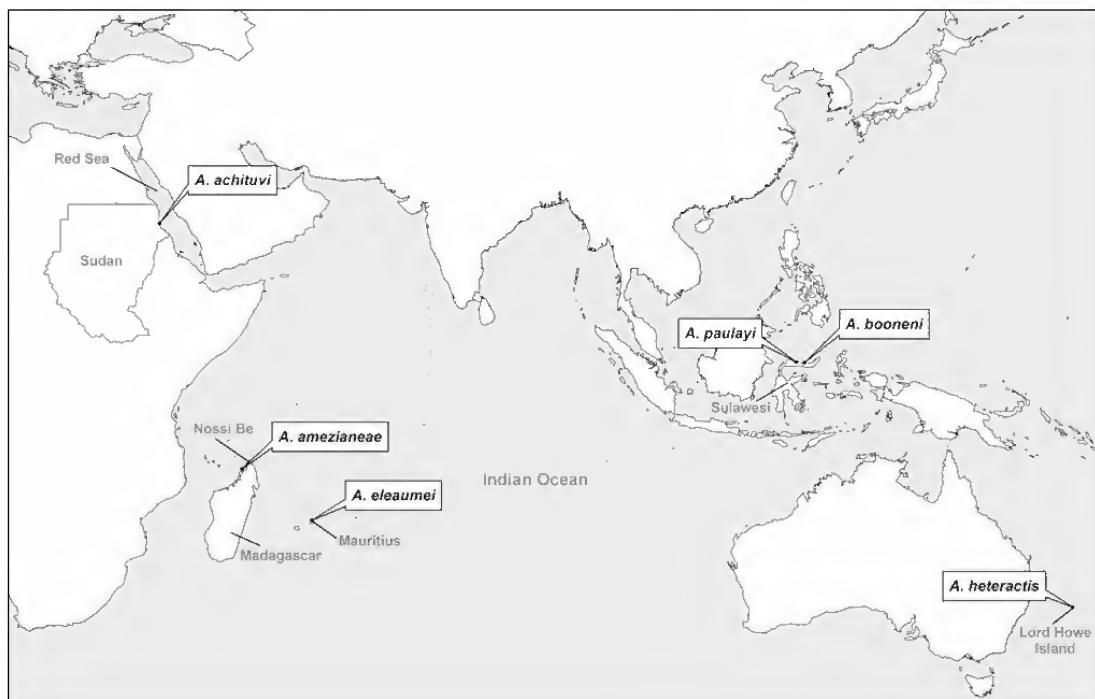 Red Sea
A. achituvi
Sudan
A. paulayi
A. booneni
Sulawesi
Nossi Be
A. amezianeae
Indian Ocean
A. eleaumei
Mauritius
Madagascar
A. heteractis
Lord Howe
Island